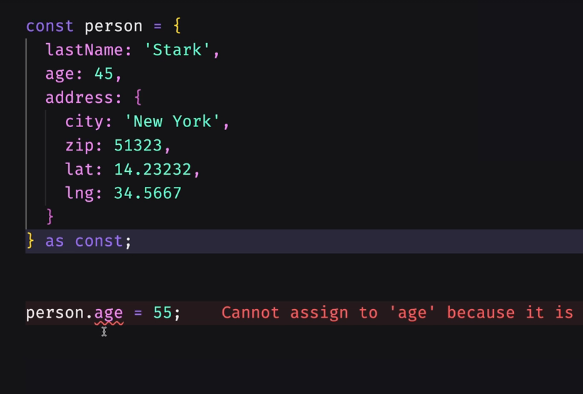 const person = {
lastName: 'Stark',
age: 45,
address: {
city: 'New York',
zip: 51323,
lat: 14.23232,
lng: 34.5667
}
} as const;
person.age = 55; Cannot assign to 'age' because it is